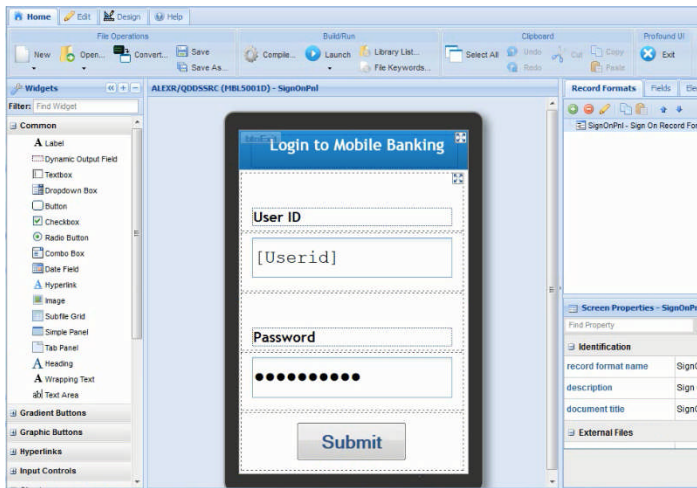 Home Edit Design Help
File Operations Build/Run Clipboard Profound UI
New Open... Convert... Save Save As... Compile... Launch Library List... File Keywords... Select All Undo Redo Cut Copy Paste Exit
Widgets
Filter: Find Widget
Common
Label
Dynamic Output Field
Textbox
Dropdown Box
Button
Checkbox
Radio Button
Combo Box
Date Field
Hyperlink
Image
Subfile Grid
Simple Panel
Tab Panel
Heading
Wrapping Text
Text Area
Gradient Buttons
Graphic Buttons
Hyperlinks
Input Controls
ALEXR/QDDSSRC (MBL5001D) - SignOnPnl
Login to Mobile Banking
User ID
[Userid]
Password
Submit
Record Formats Fields Ele
SignOnPnl - Sign On Record For
Screen Properties - SignOnPn
Find Property
Identification
record format name SignO
description Sign
document title SignO
External Files